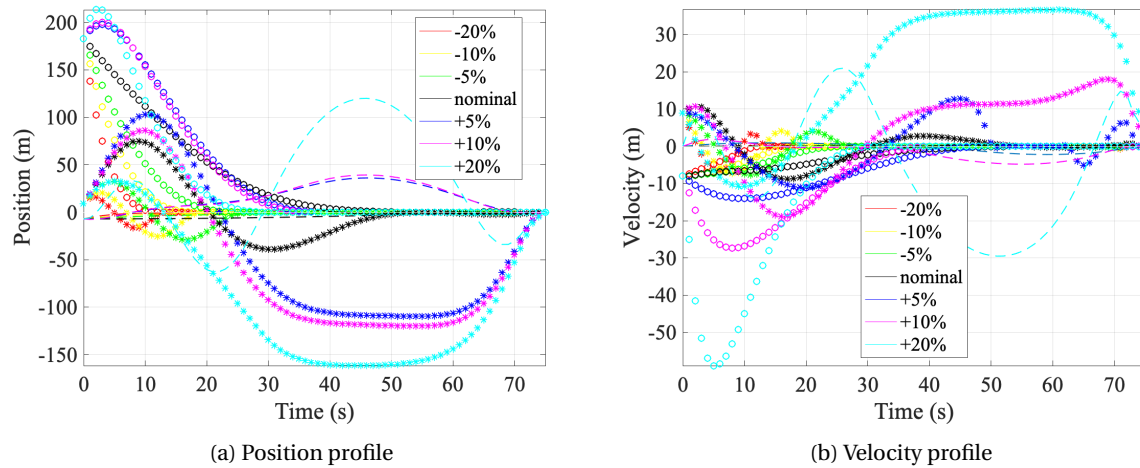 200
150
100
50
0
-50
-100
-150
Position (m)
0 10 20 30 40 50 60 70
Time (s)
-20%
-10%
-5%
nominal
+5%
+10%
+20%
(a) Position profile
30
20
10
0
-10
-20
-30
-40
-50
Velocity (m)
0 10 20 30 40 50 60 70
Time (s)
-20%
-10%
-5%
nominal
+5%
+10%
+20%
(b) Velocity profile